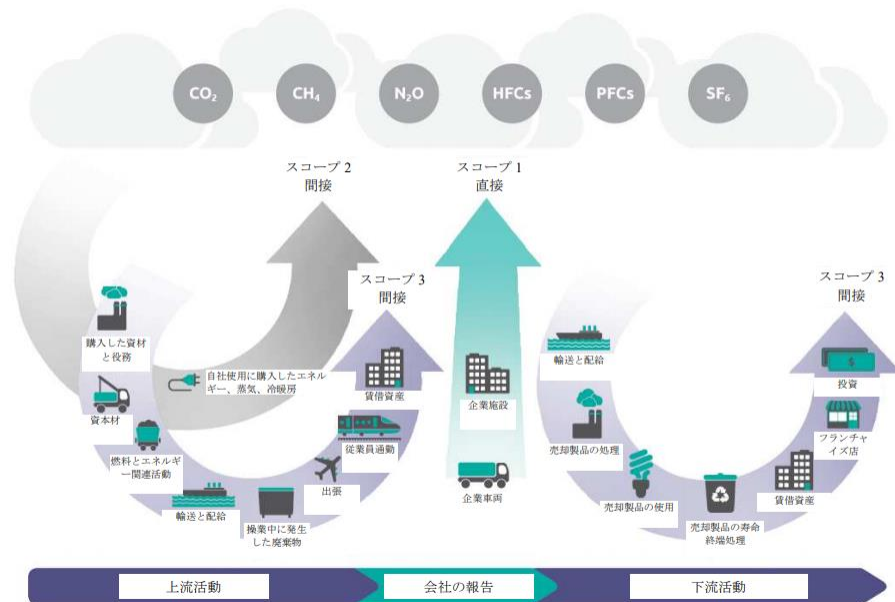 CO₂
CH₄
N₂O
HFCs
PFCs
SF₆
スコープ 2
間接
スコープ 1
直接
スコープ 3
間接
スコープ 3
間接
購入した資材
と役務
資本材
燃料とエネルギ
ー関連活動
自社使用に購入したエネル
ギー、蒸気、冷暖房
輸送と配給
操業中に発生
した廃棄物
出張
従業員通勤
賃借資産
企業施設
企業車両
輸送と配給
売却製品の処理
売却製品の使用
売却製品の寿命
終端処理
賃借資産
フランチャ
イズ店
投資
$
上流活動
会社の報告
下流活動